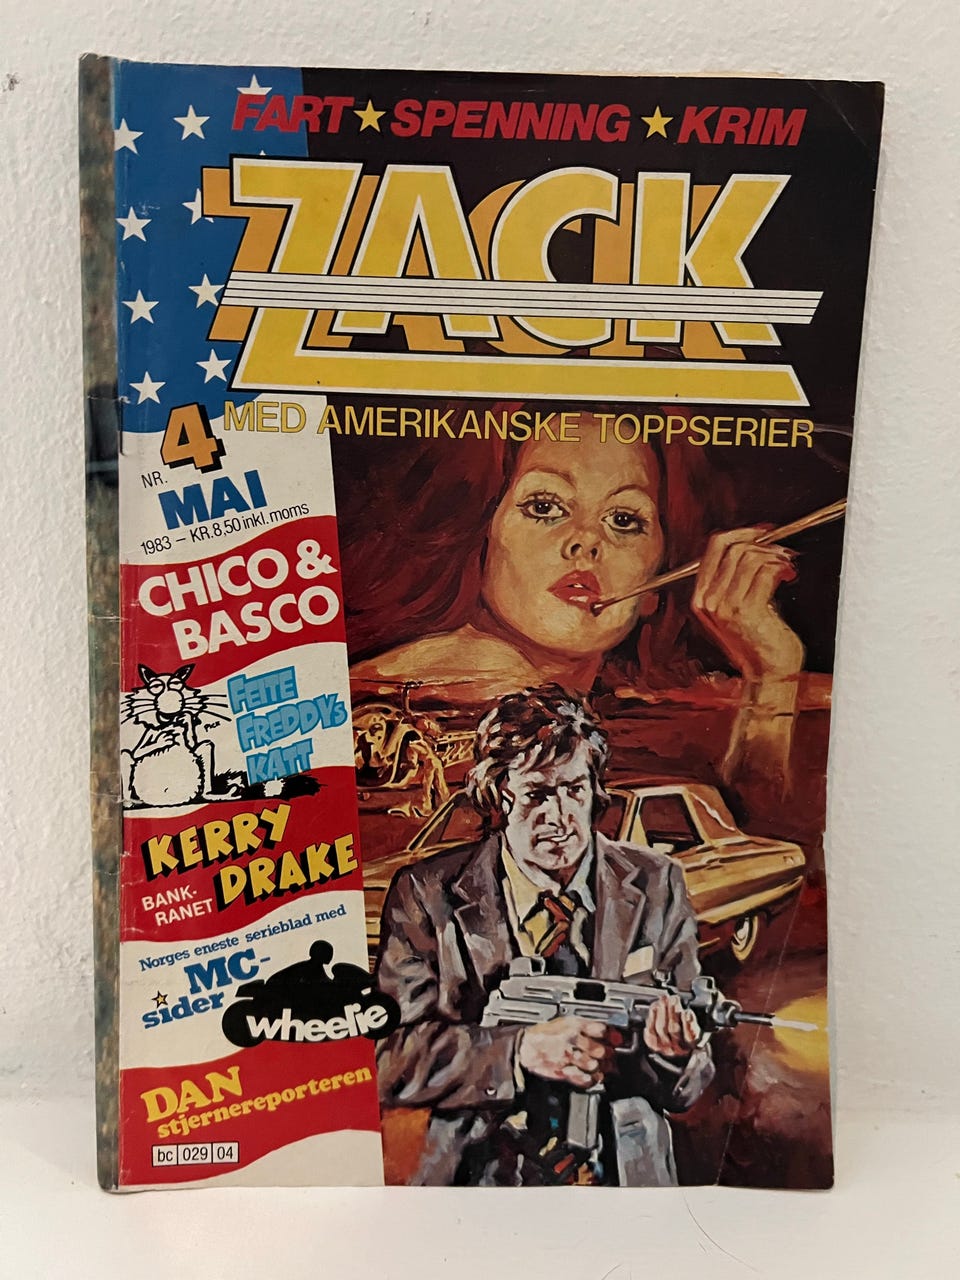 FART ★ SPENNING ★ KRIM
ZACK
MED AMERIKANSKE TOPPSERIER
NR. 4
MAI
1983 – KR. 8,50 inkl. moms
CHICO &
BASCO
FEITE
FREDDYs
KATT
KERRY
DRAKE
BANK-
RANET
Norges eneste serieblad med
MC-
sider
wheelie
DAN
stjernereporteren
bc 029 04